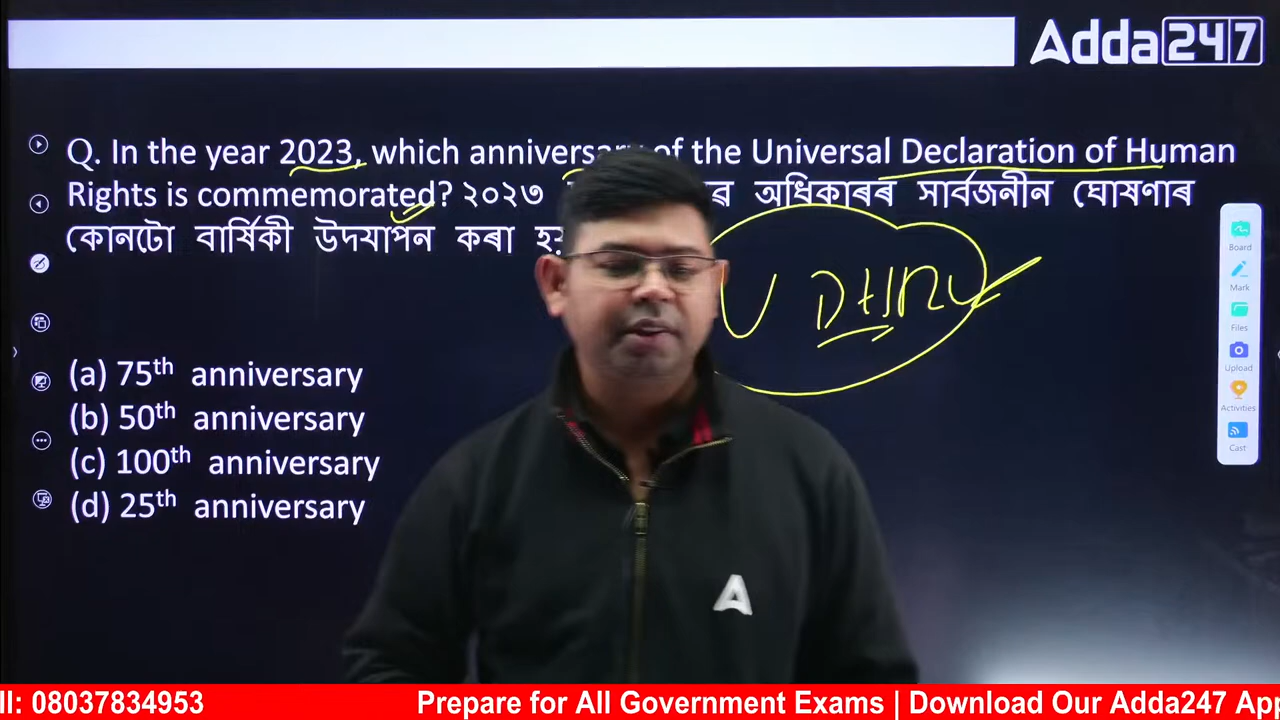 Adda247
Q. In the year 2023, which anniversary of the Universal Declaration of Human
Rights is commemorated? ২০২৩ অধিকাৰৰ সাৰ্বজনীন ঘোষণাৰ
কোনটো বাৰ্ষিকী উদযাপন কৰা
UDHR
(a) 75th anniversary
(b) 50th anniversary
(c) 100th anniversary
(d) 25th anniversary
Board
Mark
Files
Upload
Activities
Cast
ll: 08037834953 Prepare for All Government Exams | Download Our Adda247 App